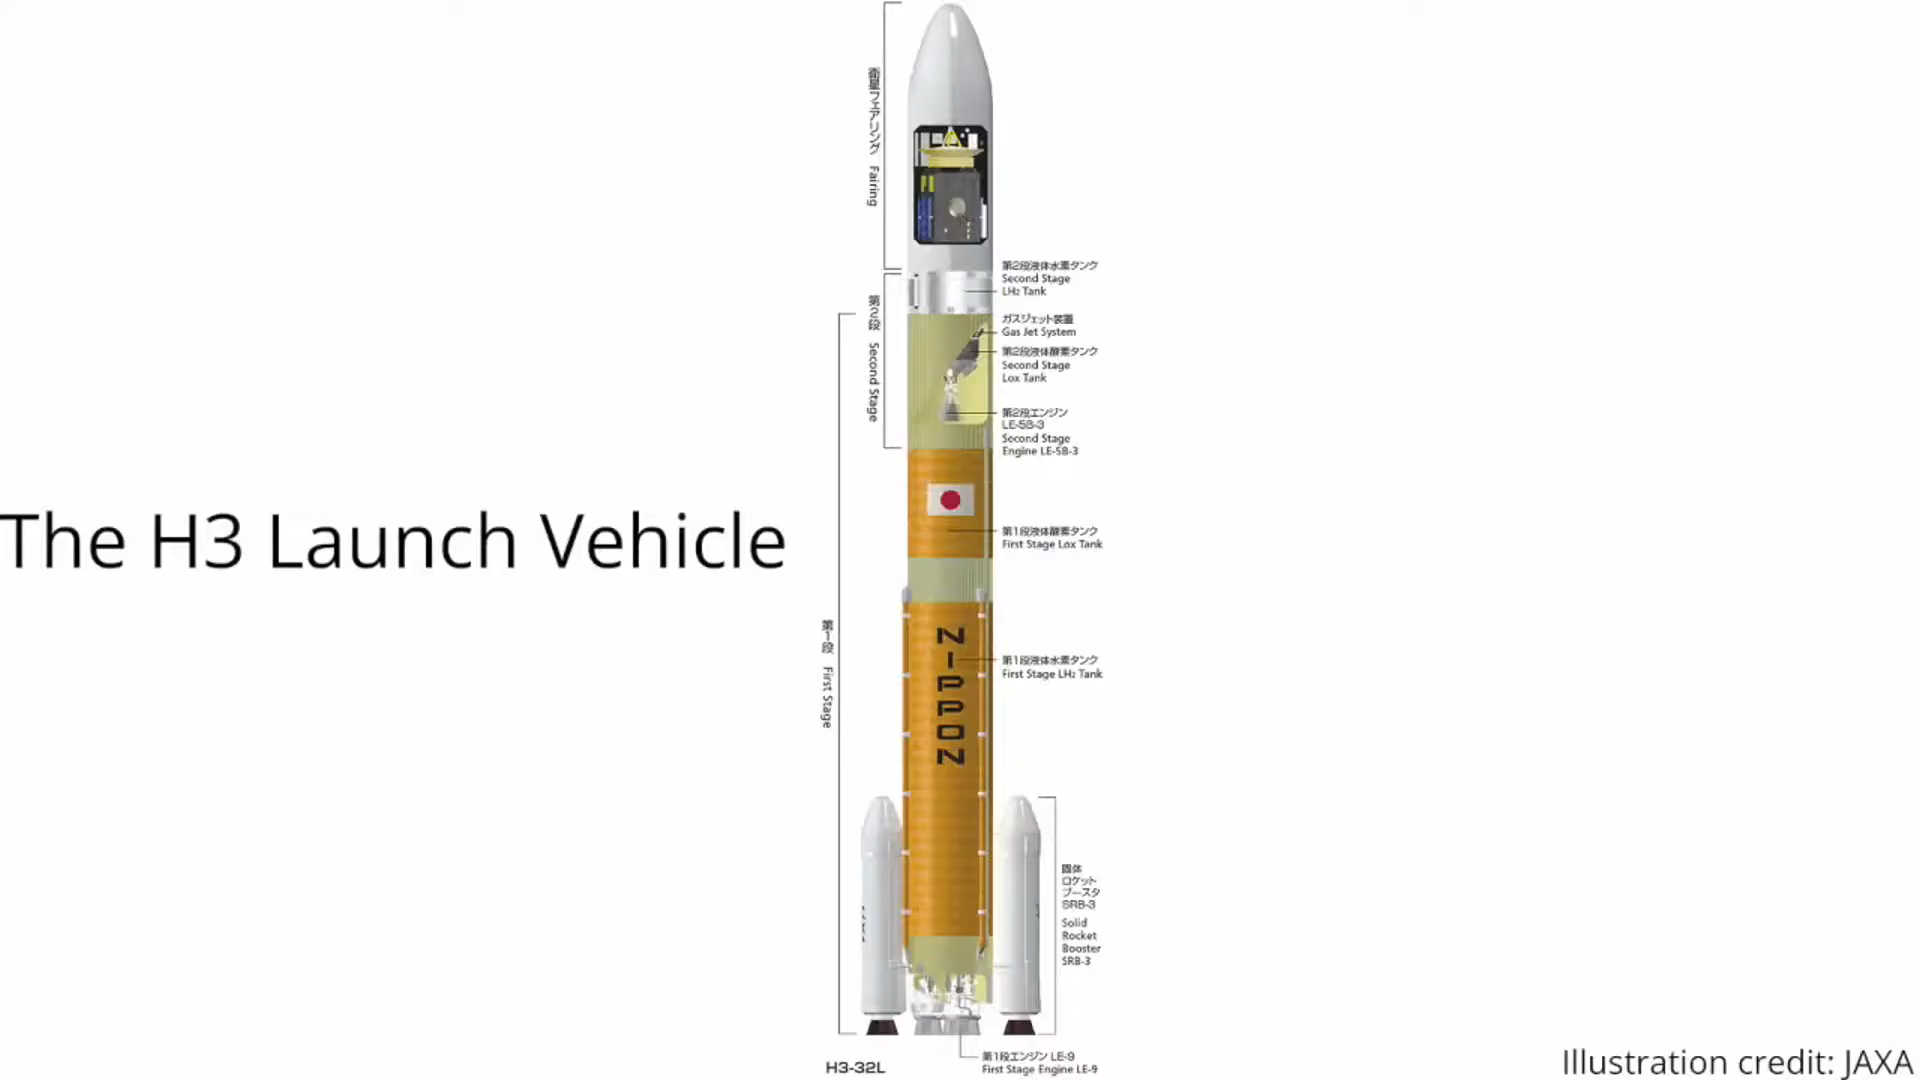 The H3 Launch Vehicle
衛星フェアリング Fairing
第2段 Second Stage
第1段 First Stage
第2段液体水素タンク
Second Stage
LH₂ Tank
ガスジェット装置
Gas Jet System
第2段液体酸素タンク
Second Stage
Lox Tank
第2段エンジン
LE-5B-3
Second Stage
Engine LE-5B-3
第1段液体酸素タンク
First Stage Lox Tank
NIPPON
第1段液体水素タンク
First Stage LH₂ Tank
固体
ロケット
ブースタ
SRB-3
Solid
Rocket
Booster
SRB-3
第1段エンジン LE-9
First Stage Engine LE-9
H3-32L
Illustration credit: JAXA